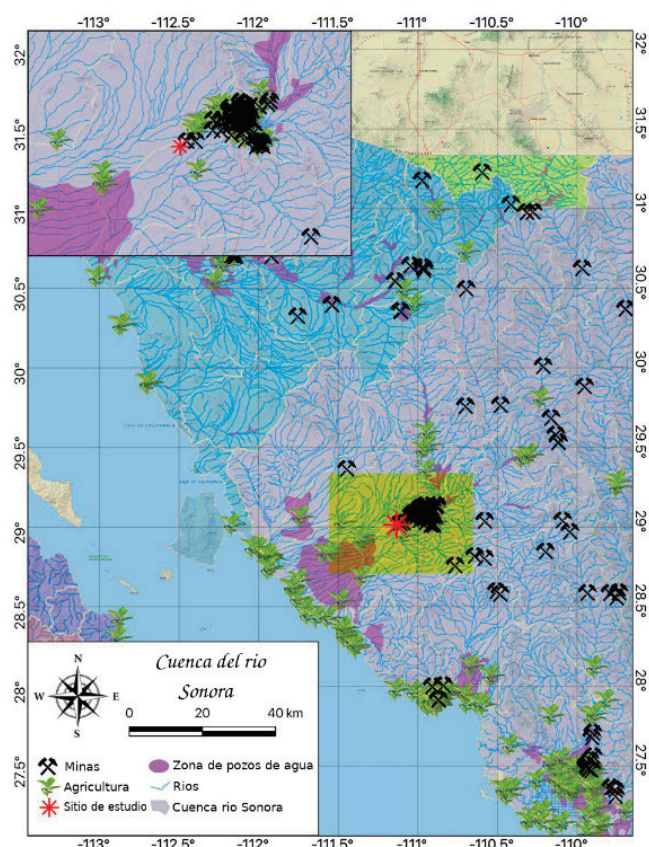 -113° -112.5° -112° -111.5° -111° -110.5° -110°
32°
31.5°
31°
30.5°
30°
29.5°
29°
28.5°
28°
27.5°
32°
31.5°
31°
30.5°
30°
29.5°
29°
28.5°
28°
27.5°
Cuenca del rio
Sonora
N
W E
S
0 20 40 km
Minas
Zona de pozos de agua
Agricultura
Rios
Sitio de estudio
Cuenca rio Sonora
-113° -112.5° -112° -111.5° -111° -110.5° -110°